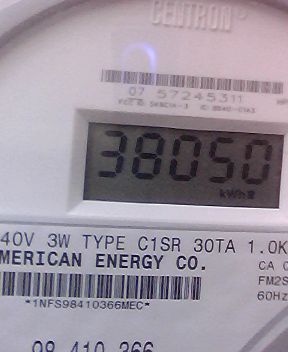 CENTRON®
07 57245311
38050
kWh
40V 3W TYPE C1SR 30TA 1.0K
MERICAN ENERGY CO.
CA
FM2S
60Hz
*1NFS98410366MEC*
98 410 366